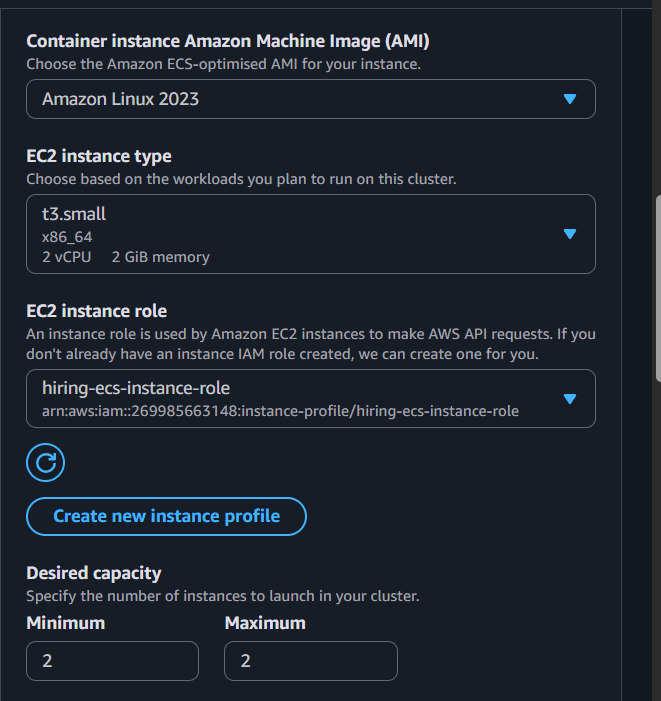 Container instance Amazon Machine Image (AMI)
Choose the Amazon ECS-optimised AMI for your instance.
Amazon Linux 2023
EC2 instance type
Choose based on the workloads you plan to run on this cluster.
t3.small
x86_64
2 vCPU 2 GiB memory
EC2 instance role
An instance role is used by Amazon EC2 instances to make AWS API requests. If you
don't already have an instance IAM role created, we can create one for you.
hiring-ecs-instance-role
arn:aws:iam::269985663148:instance-profile/hiring-ecs-instance-role
Create new instance profile
Desired capacity
Specify the number of instances to launch in your cluster.
Minimum Maximum
2 2